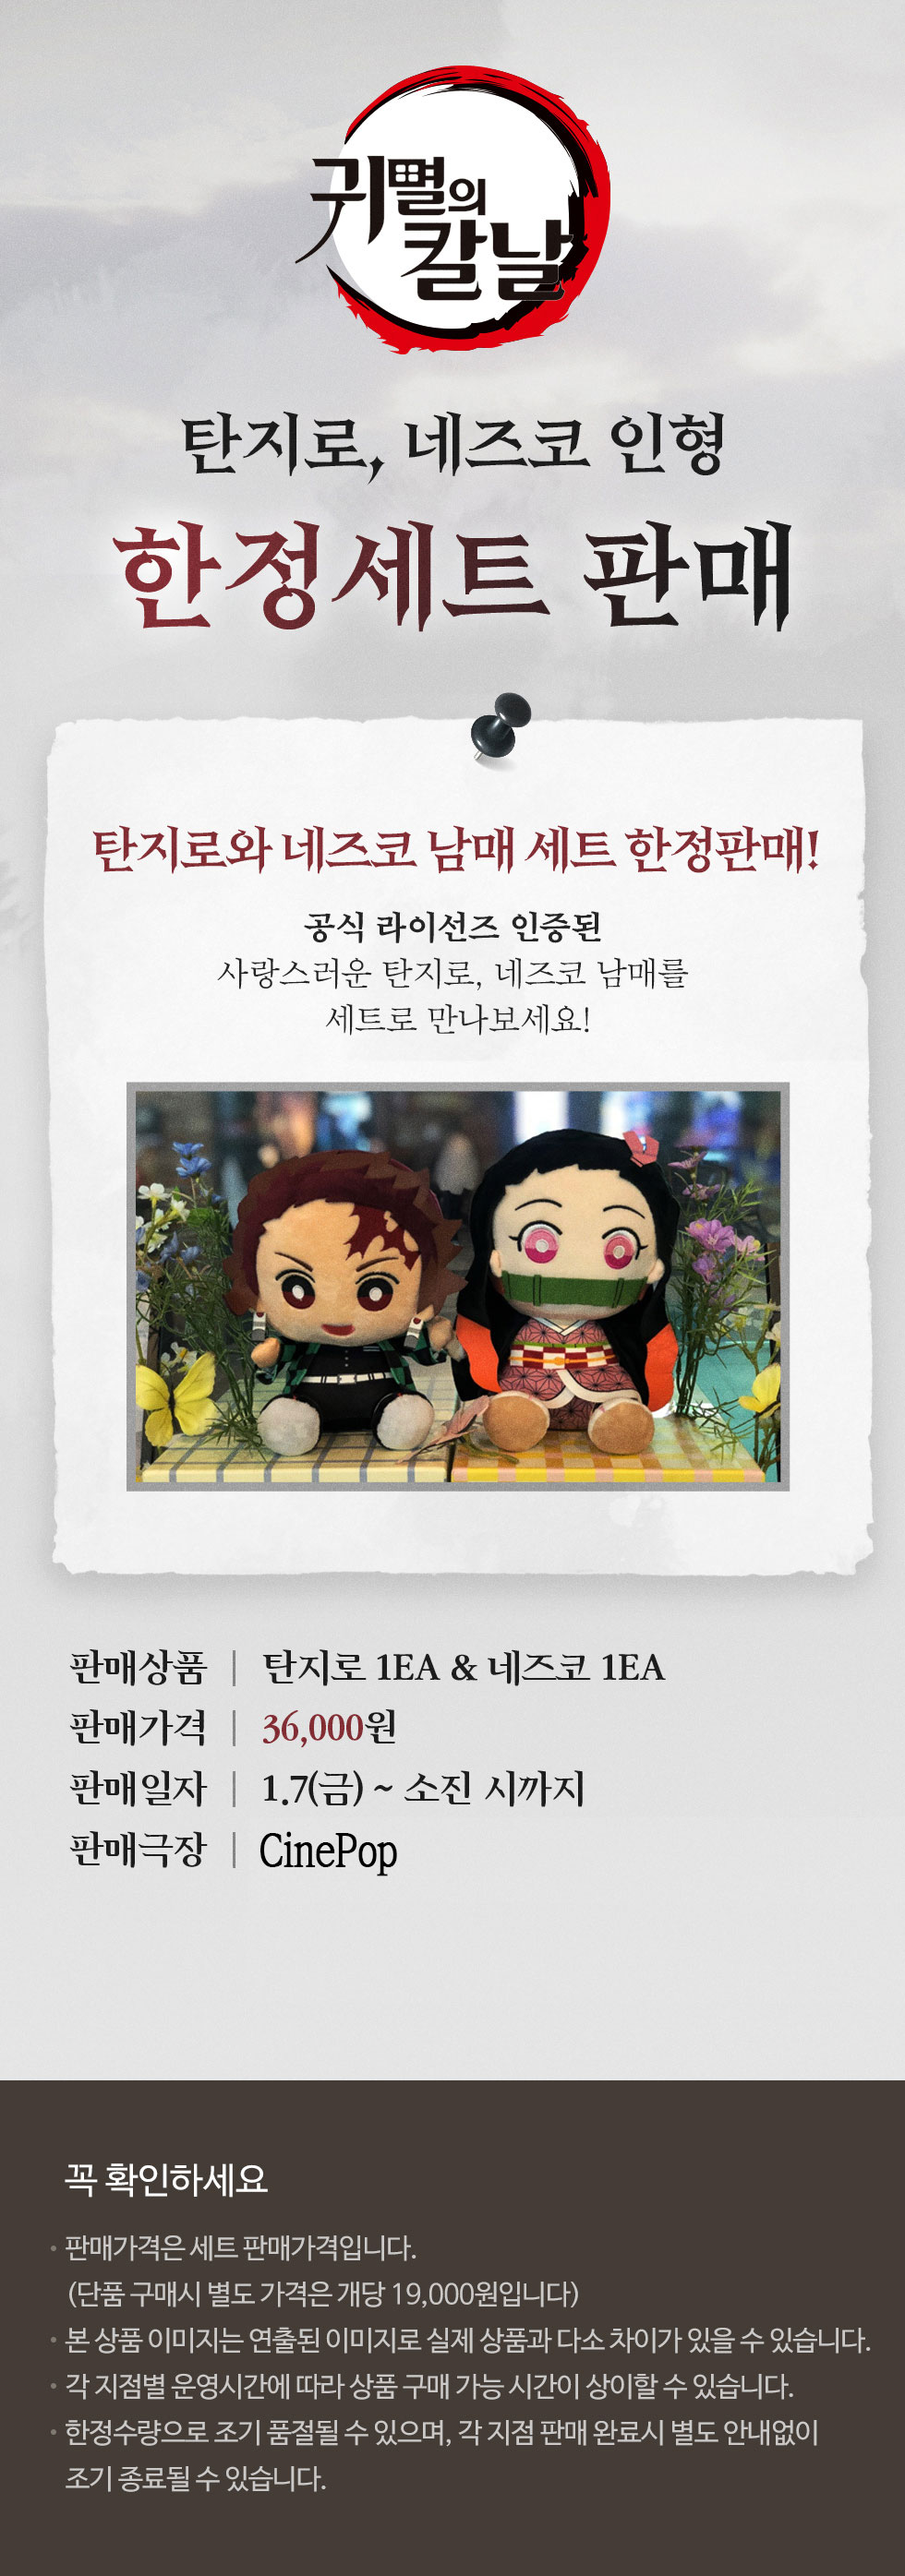 귀멸의
칼날
탄지로, 네즈코 인형
한정세트 판매
탄지로와 네즈코 남매 세트 한정판매!
공식 라이선즈 인증된
사랑스러운 탄지로, 네즈코 남매를
세트로 만나보세요!
판매상품 | 탄지로 1EA & 네즈코 1EA
판매가격 | 36,000원
판매일자 | 1.7(금) ~ 소진 시까지
판매극장 | CinePop
꼭 확인하세요
· 판매가격은 세트 판매가격입니다.
(단품 구매시 별도 가격은 개당 19,000원입니다)
· 본 상품 이미지는 연출된 이미지로 실제 상품과 다소 차이가 있을 수 있습니다.
· 각 지점별 운영시간에 따라 상품 구매 가능 시간이 상이할 수 있습니다.
· 한정수량으로 조기 품절될 수 있으며, 각 지점 판매 완료시 별도 안내없이
조기 종료될 수 있습니다.